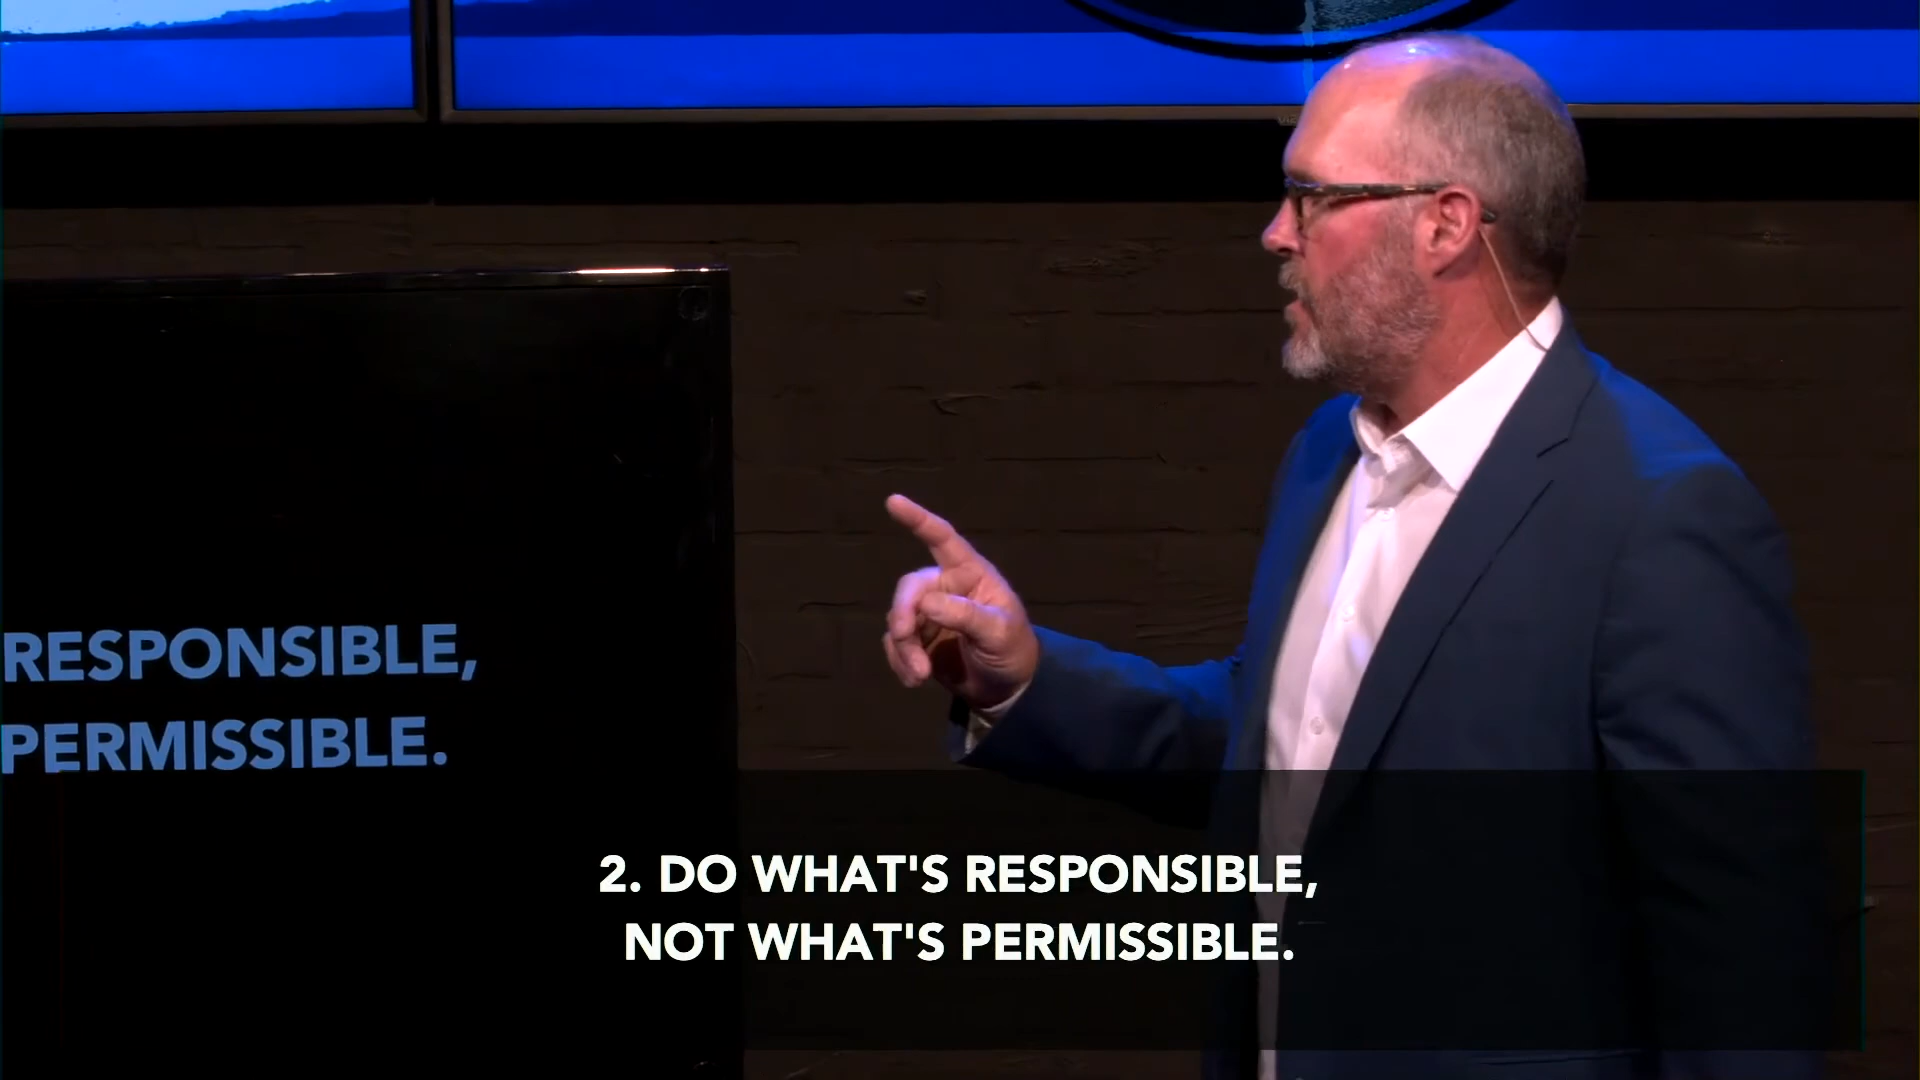 RESPONSIBLE,
PERMISSIBLE.
2. DO WHAT'S RESPONSIBLE,
NOT WHAT'S PERMISSIBLE.